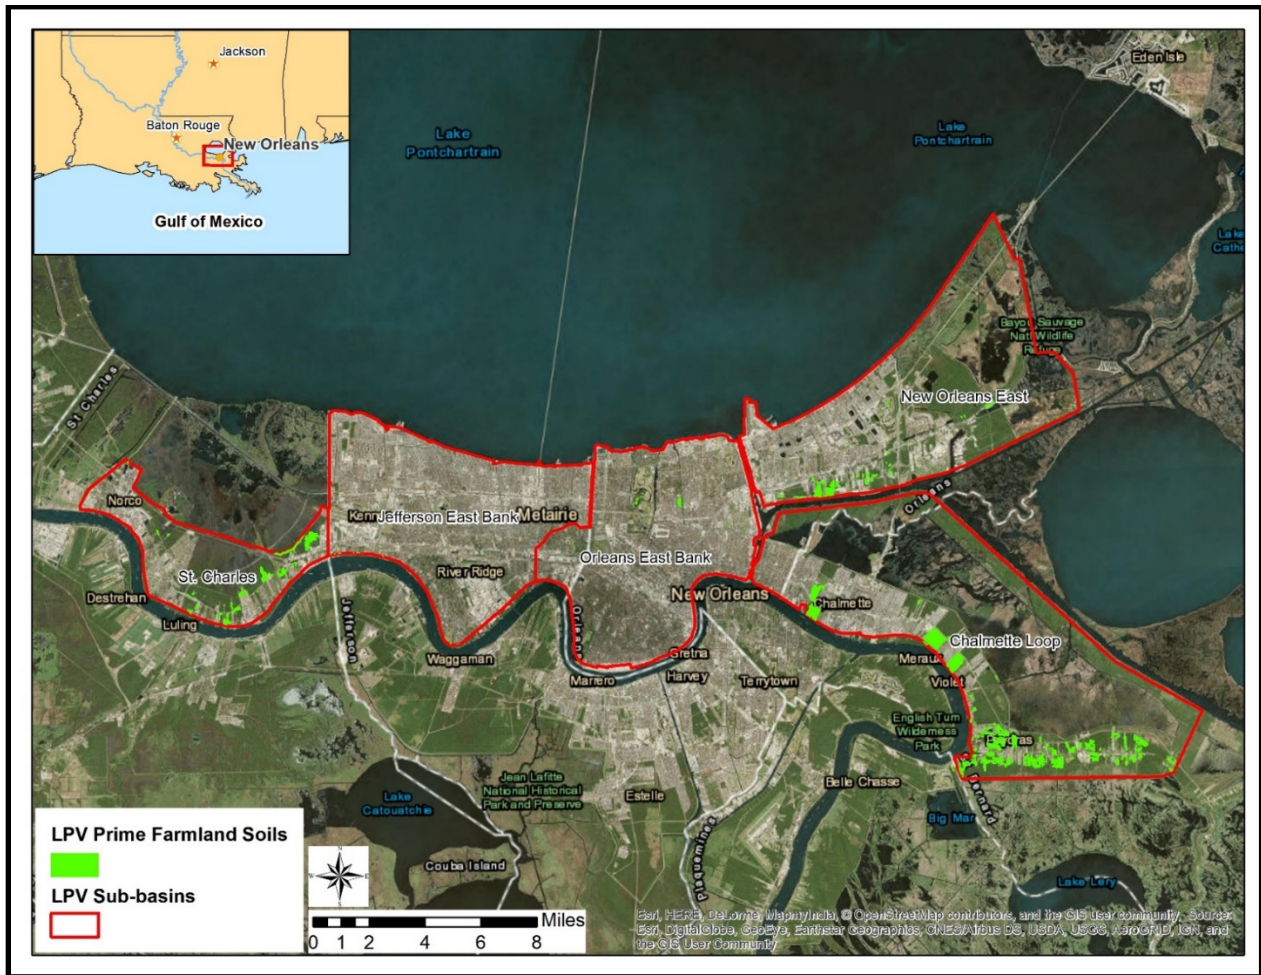 Jackson
Baton Rouge
New Orleans
Gulf of Mexico
Eden Isle
Lake
Pontchartrain
Lake
Pontchartrain
Lake
Cathe
Bayou Sauvage
Natl Wildlife
Refuge
New Orleans East
St. Charles
Norco
Kenn
Jefferson East Bank
Metairie
Orleans
Orleans East Bank
River Ridge
St. Charles
Destrehan
New Orleans
Chalmette
Luling
Jefferson
Orleans
Chalmette Loop
Waggaman
Gretna
Meraux
Marrero
Harvey
Terrytown
Violet
English Turn
Wilderness
Park
Jean Lafitte
National Historical
Park and Preserve
Belle Chasse
Estelle
Lake
Catouatchie
Big Mar
Bernard
Plaquemines
Couba Island
Lake Lery
LPV Prime Farmland Soils
LPV Sub-basins
N
W
E
S
Miles
0 1 2 4 6 8
Esri, HERE, DeLorme, MapmyIndia, © OpenStreetMap contributors, and the GIS user community, Source:
Esri, DigitalGlobe, GeoEye, Earthstar Geographics, CNES/Airbus DS, USDA, USGS, AeroGRID, IGN, and
the GIS User Community